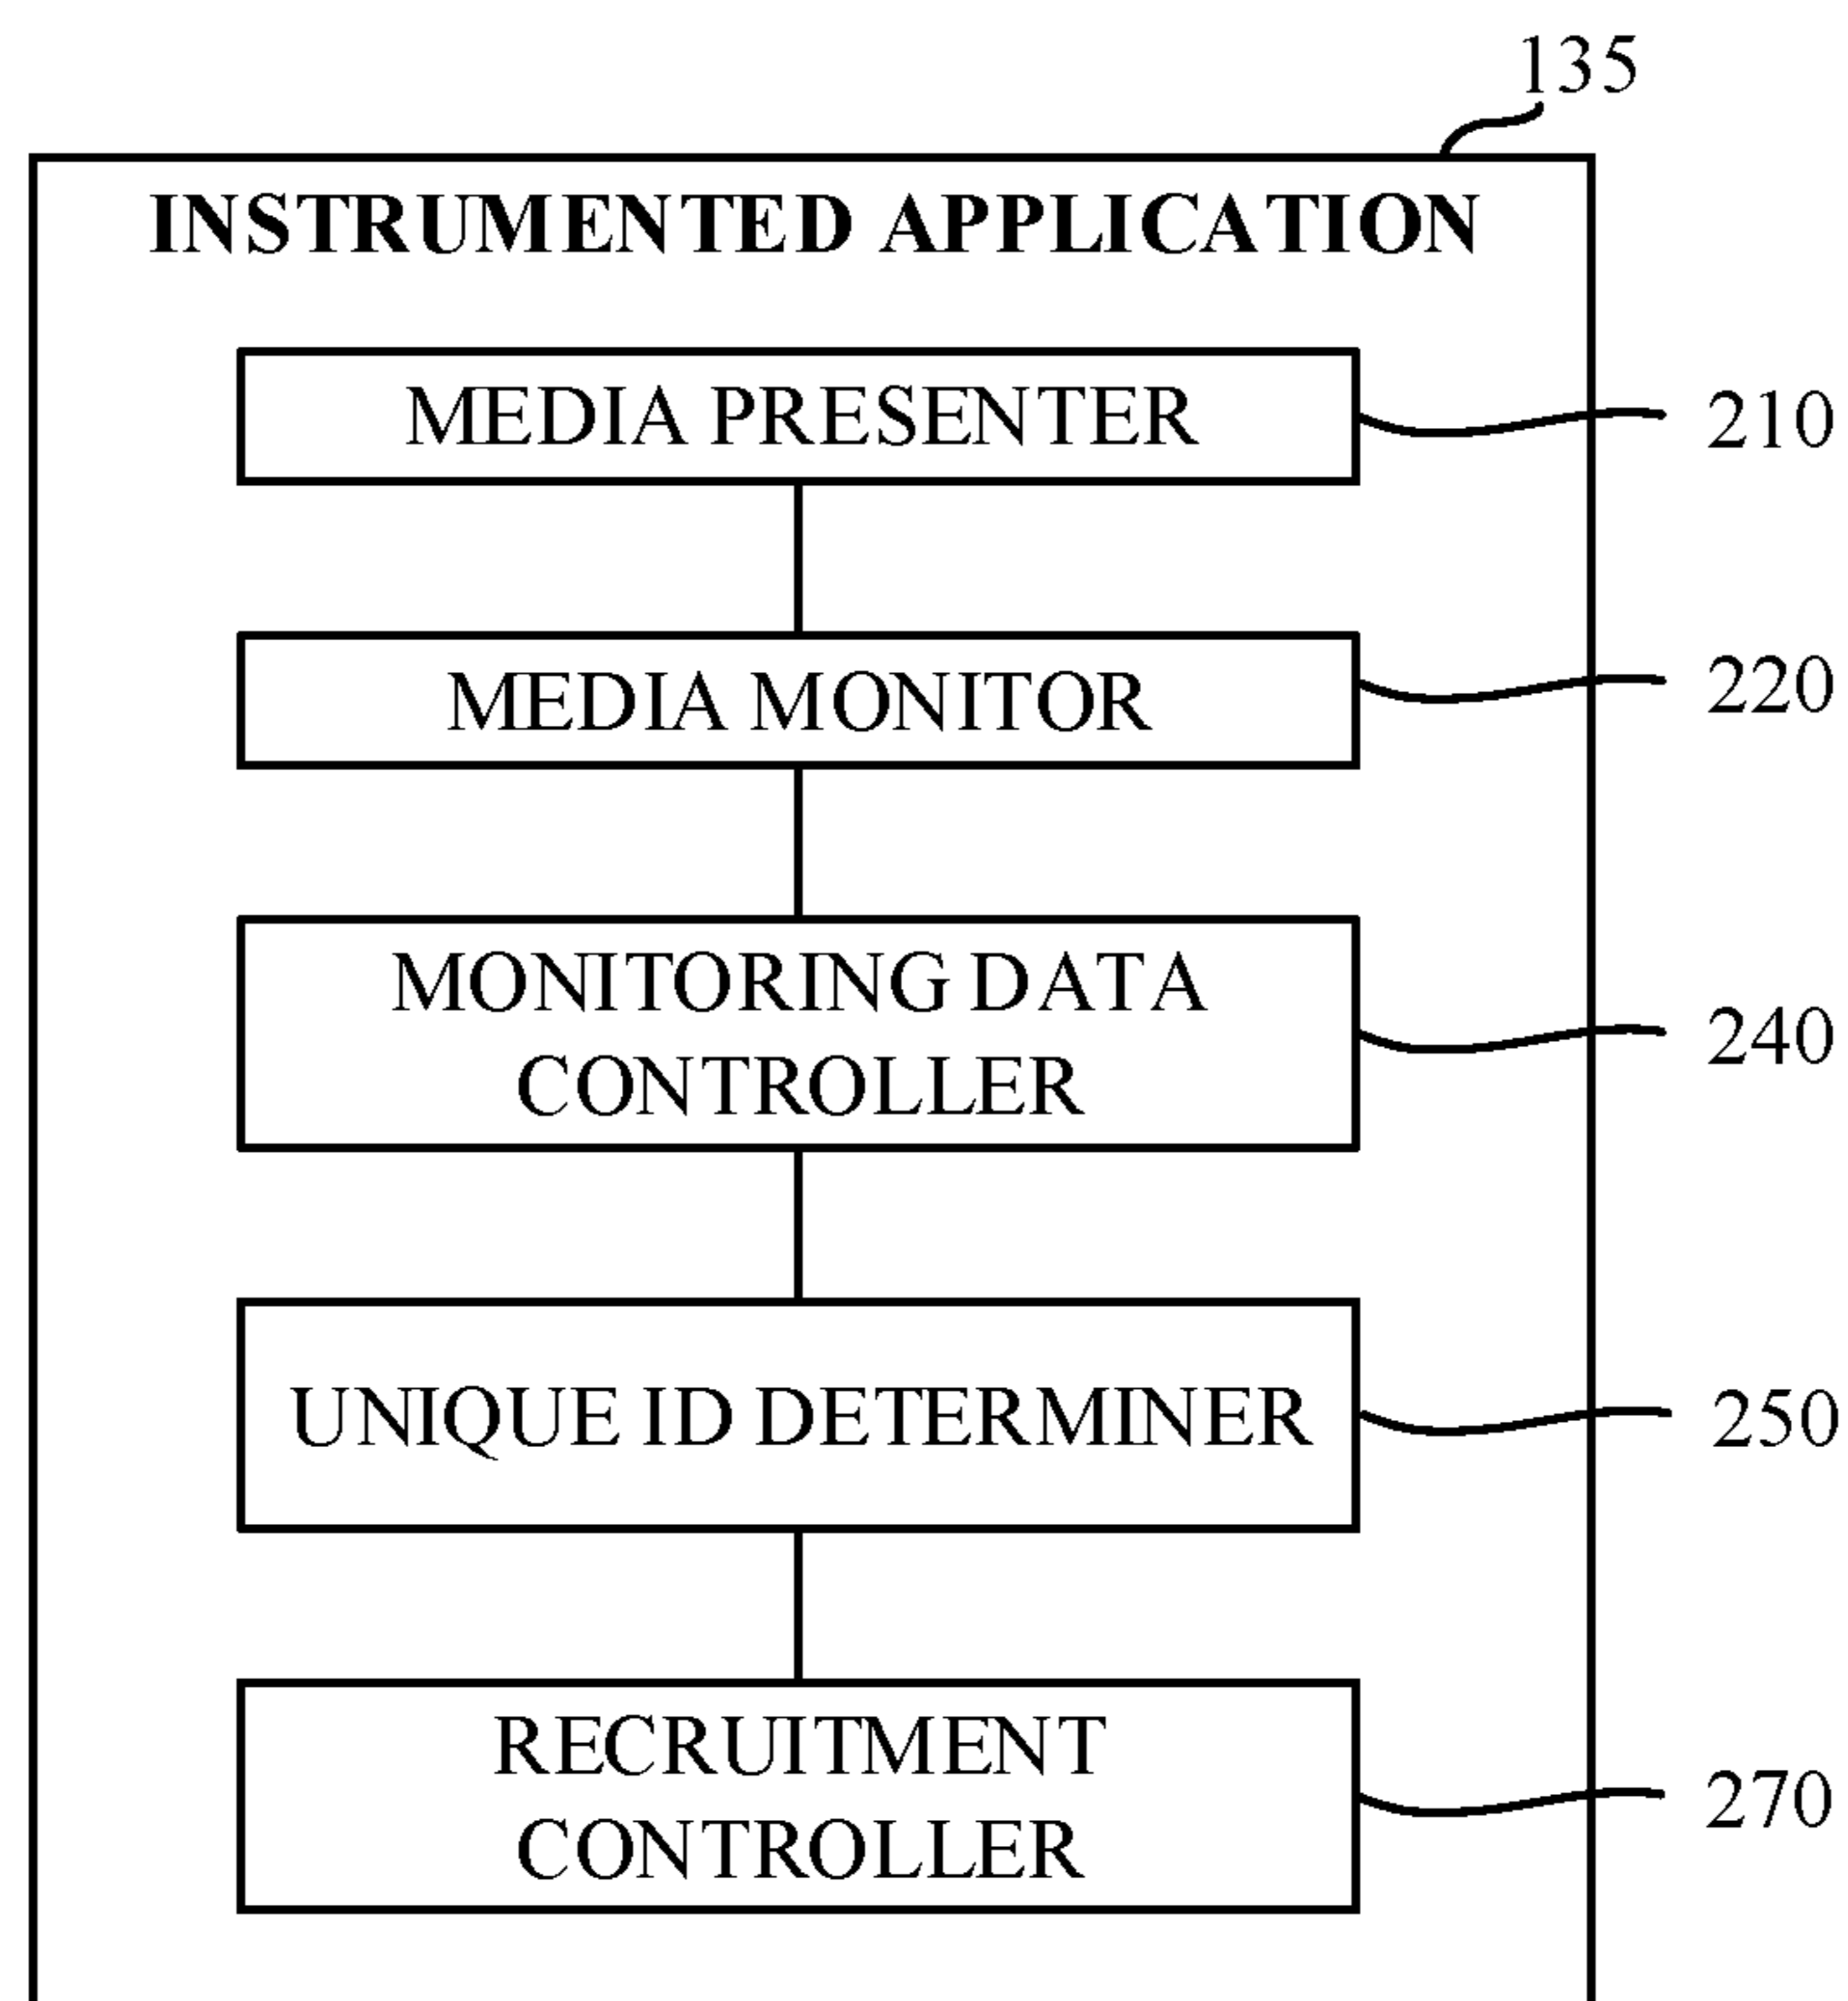 135
INSTRUMENTED APPLICATION
MEDIA PRESENTER
210
MEDIA MONITOR
220
MONITORING DATA
CONTROLLER
240
UNIQUE ID DETERMINER
250
RECRUITMENT
CONTROLLER
270